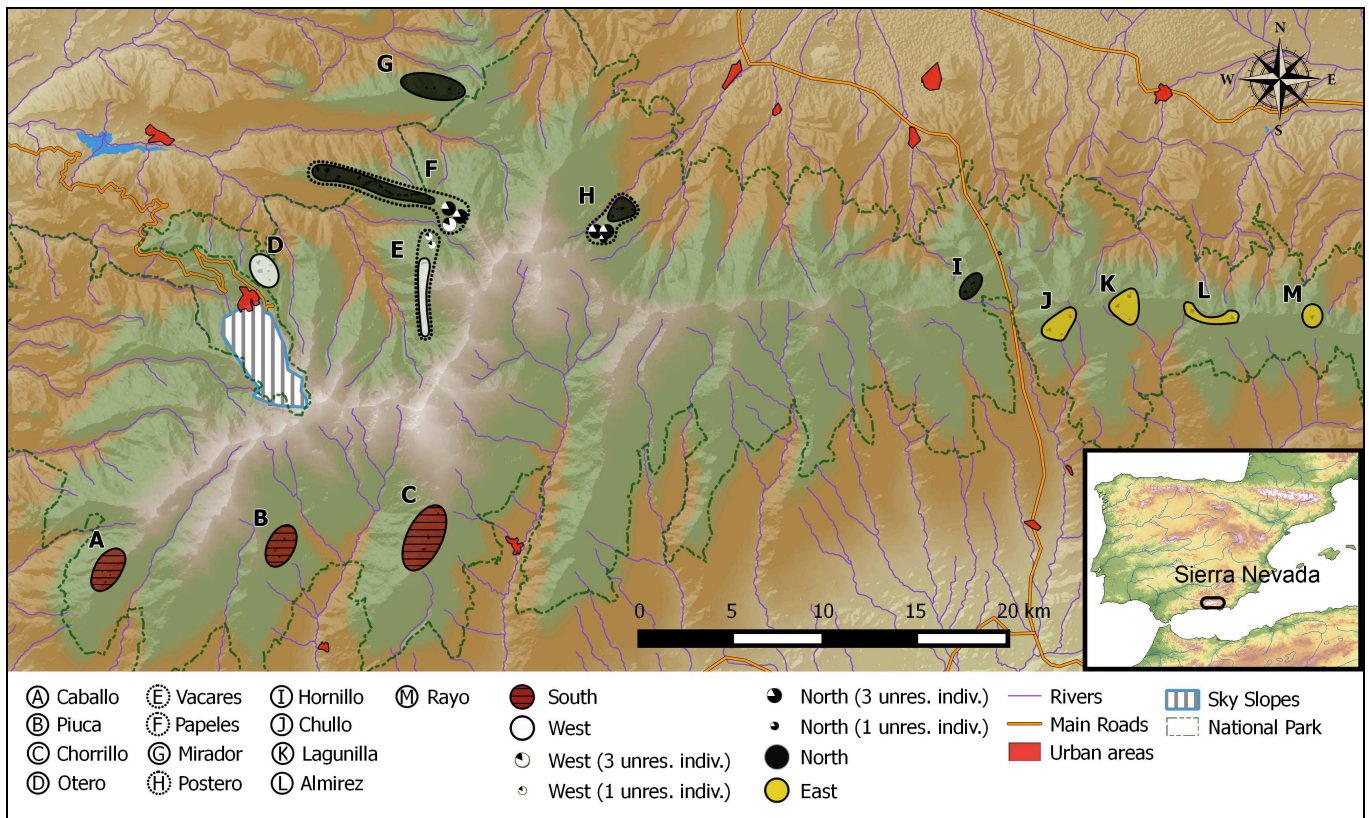 N
W E
S
G
F
H
E
D
I
J
K
L
M
A
B
C
0 5 10 15 20 km
Sierra Nevada
A Caballo
B Piuca
C Chorrillo
D Otero
E Vacares
F Papeles
G Mirador
H Postero
I Hornillo
J Chullo
K Lagunilla
L Almirez
M Rayo
South
West
West (3 unres. indiv.)
West (1 unres. indiv.)
North (3 unres. indiv.)
North (1 unres. indiv.)
North
East
Rivers
Main Roads
Urban areas
Sky Slopes
National Park